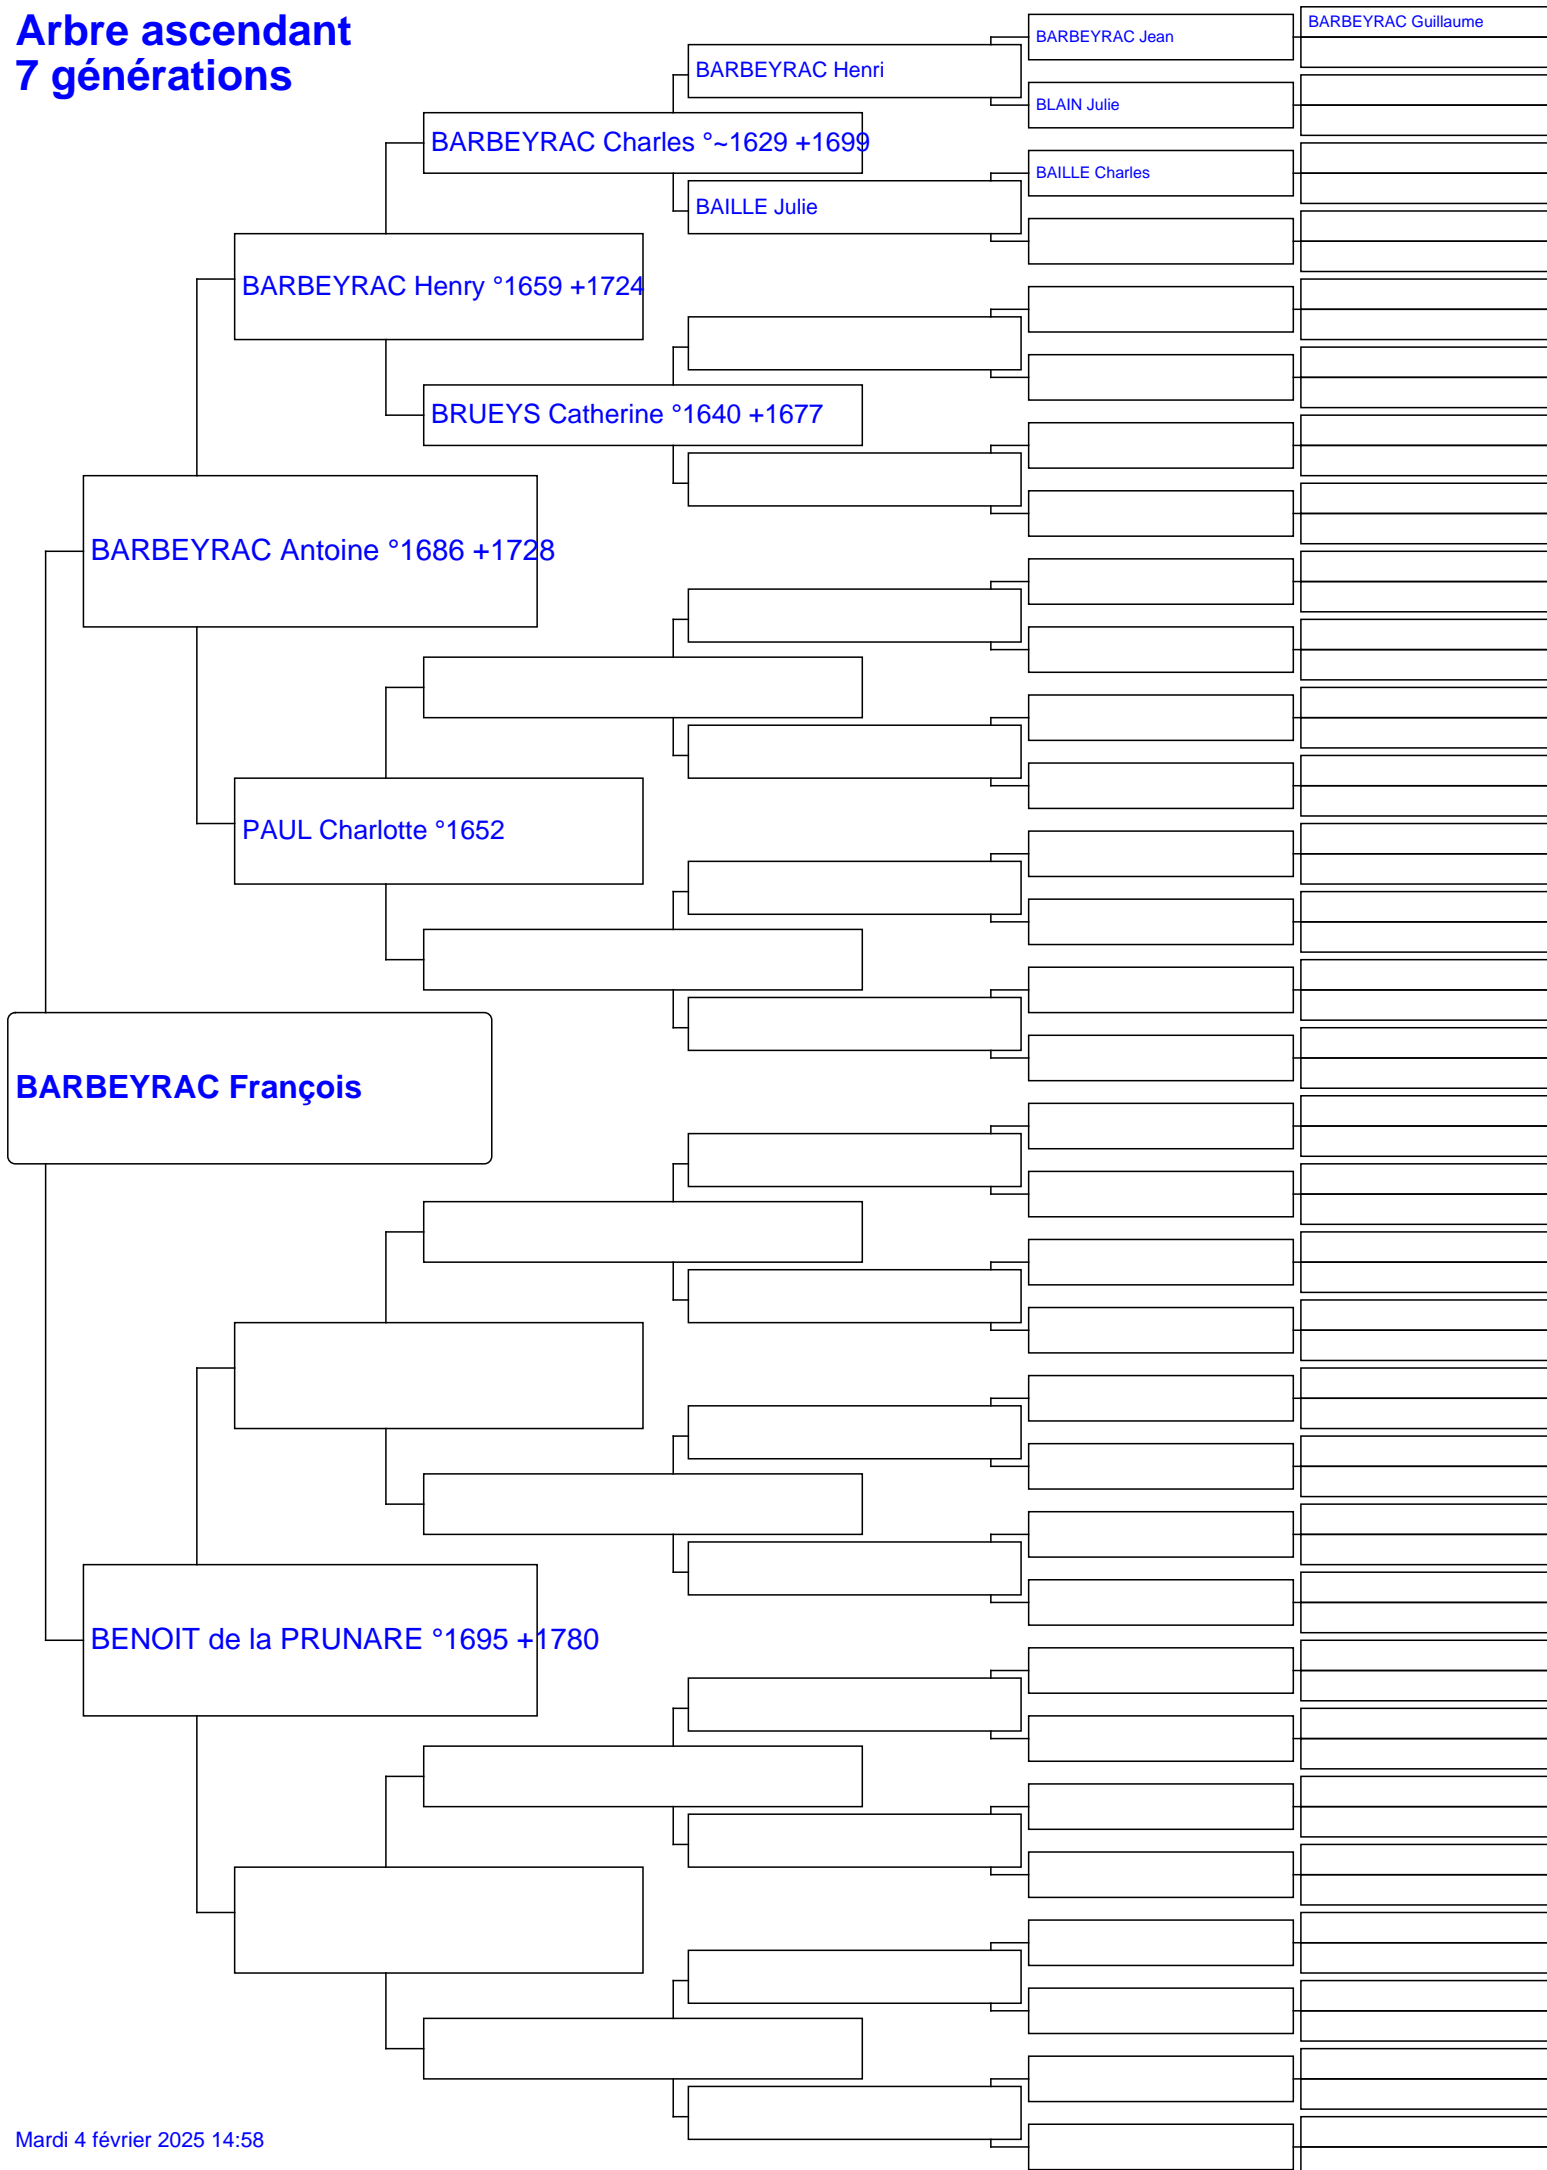 Arbre ascendant
7 générations
BARBEYRAC Guillaume
BARBEYRAC Jean
BARBEYRAC Henri
BLAIN Julie
BARBEYRAC Charles °~1629 +1699
BAILLE Charles
BAILLE Julie
BARBEYRAC Henry °1659 +1724
BRUEYS Catherine °1640 +1677
BARBEYRAC Antoine °1686 +1728
PAUL Charlotte °1652
BARBEYRAC François
BENOIT de la PRUNARE °1695 +1780
Mardi 4 février 2025 14:58